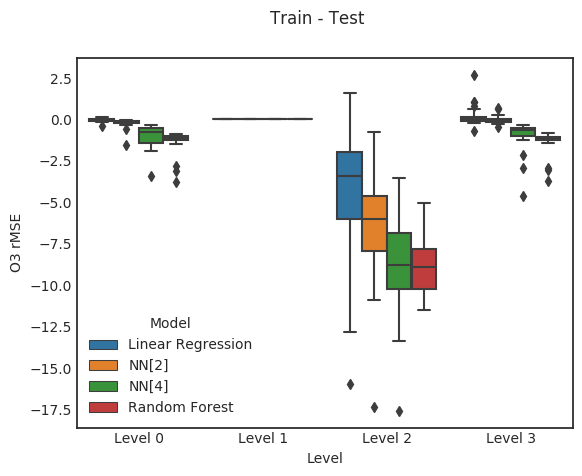 Train - Test
O3 rMSE
2.5
0.0
−2.5
−5.0
−7.5
−10.0
−12.5
−15.0
−17.5
Model
Linear Regression
NN[2]
NN[4]
Random Forest
Level 0 Level 1 Level 2 Level 3
Level